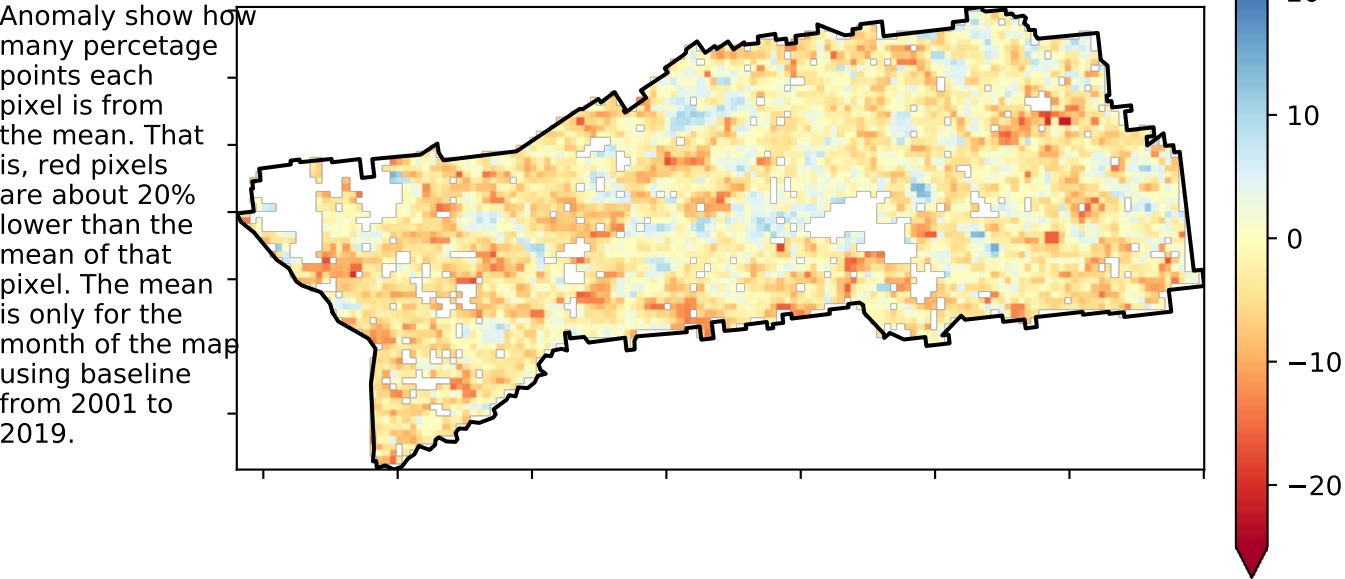 Anomaly show how
many percetage
points each
pixel is from
the mean. That
is, red pixels
are about 20%
lower than the
mean of that
pixel. The mean
is only for the
month of the map
using baseline
from 2001 to
2019.
10
0
−10
−20